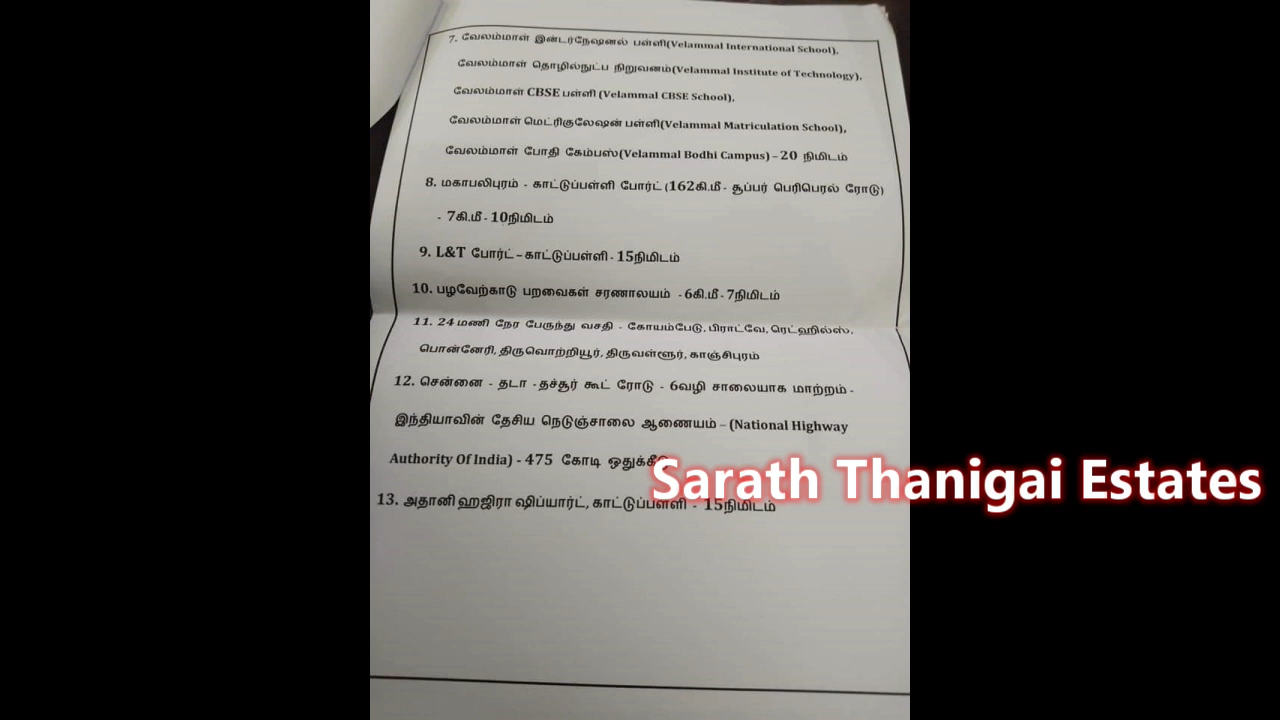 7. வேலம்மாள் இன்டர்நேஷனல் பள்ளி(Velammal International School),
வேலம்மாள் தொழில்நுட்ப நிறுவனம்(Velammal Institute of Technology),
வேலம்மாள் CBSE பள்ளி (Velammal CBSE School),
வேலம்மாள் மெட்ரிகுலேஷன் பள்ளி(Velammal Matriculation School),
வேலம்மாள் போதி கேம்பஸ்(Velammal Bodhi Campus) – 20 நிமிடம்
8. மகாபலிபுரம் - காட்டுப்பள்ளி போர்ட் (162கி.மீ - சூப்பர் பெரிபெரல் ரோடு)
- 7கி.மீ - 10நிமிடம்
9. L&T போர்ட் – காட்டுப்பள்ளி - 15நிமிடம்
10. பழவேற்காடு பறவைகள் சரணாலயம் - 6கி.மீ - 7நிமிடம்
11. 24 மணி நேர பேருந்து வசதி - கோயம்பேடு, பிராட்வே, ரெட்ஹில்ஸ்,
பொன்னேரி, திருவொற்றியூர், திருவள்ளூர், காஞ்சிபுரம்
12. சென்னை - தடா - தச்சூர் கூட் ரோடு - 6வழி சாலையாக மாற்றம் -
இந்தியாவின் தேசிய நெடுஞ்சாலை ஆணையம் – (National Highway
Authority Of India) - 475 கோடி
Sarath Thanigai Estates
13. அதானி ஹஜிரா ஷிப்யார்ட், காட்டுப்பள்ளி - 15நிமிடம்